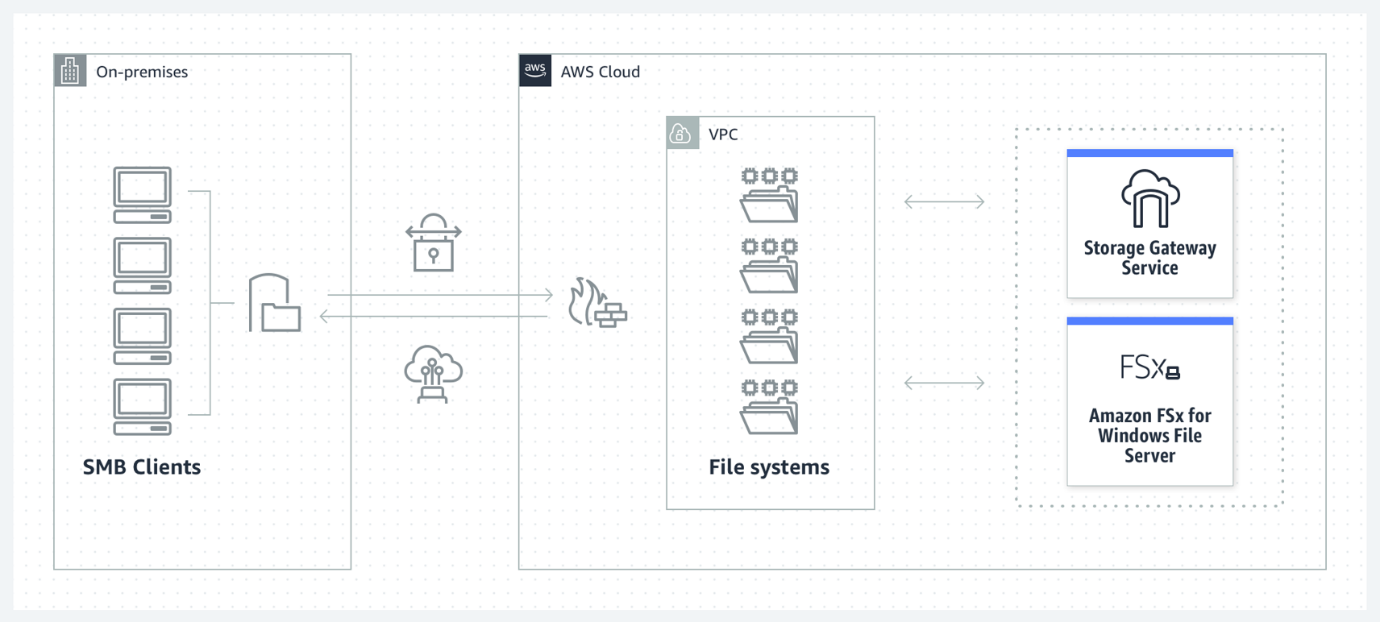 On-premises
SMB Clients
aws
AWS Cloud
VPC
File systems
Storage Gateway
Service
FSx
Amazon FSx for
Windows File
Server